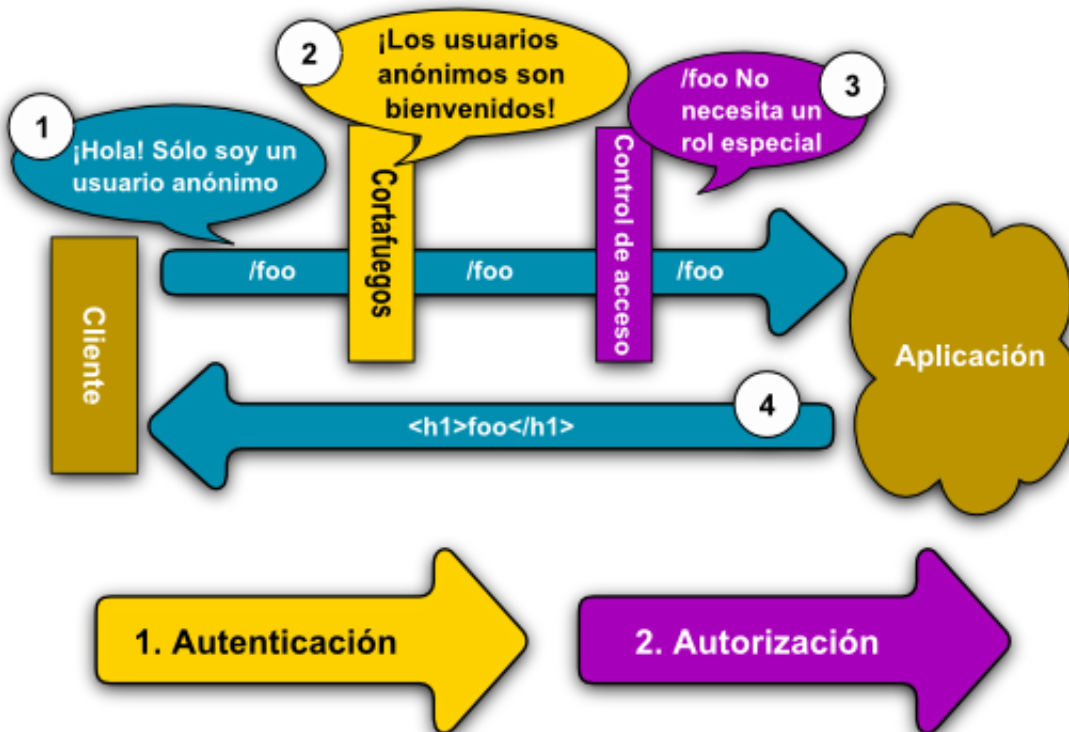 1
¡Hola! Sólo soy un
usuario anónimo
2
¡Los usuarios
anónimos son
bienvenidos!
3
/foo No
necesita un
rol especial
Cliente
/foo
Cortafuegos
/foo
Control de acceso
/foo
Aplicación
4
<h1>foo</h1>
1. Autenticación
2. Autorización